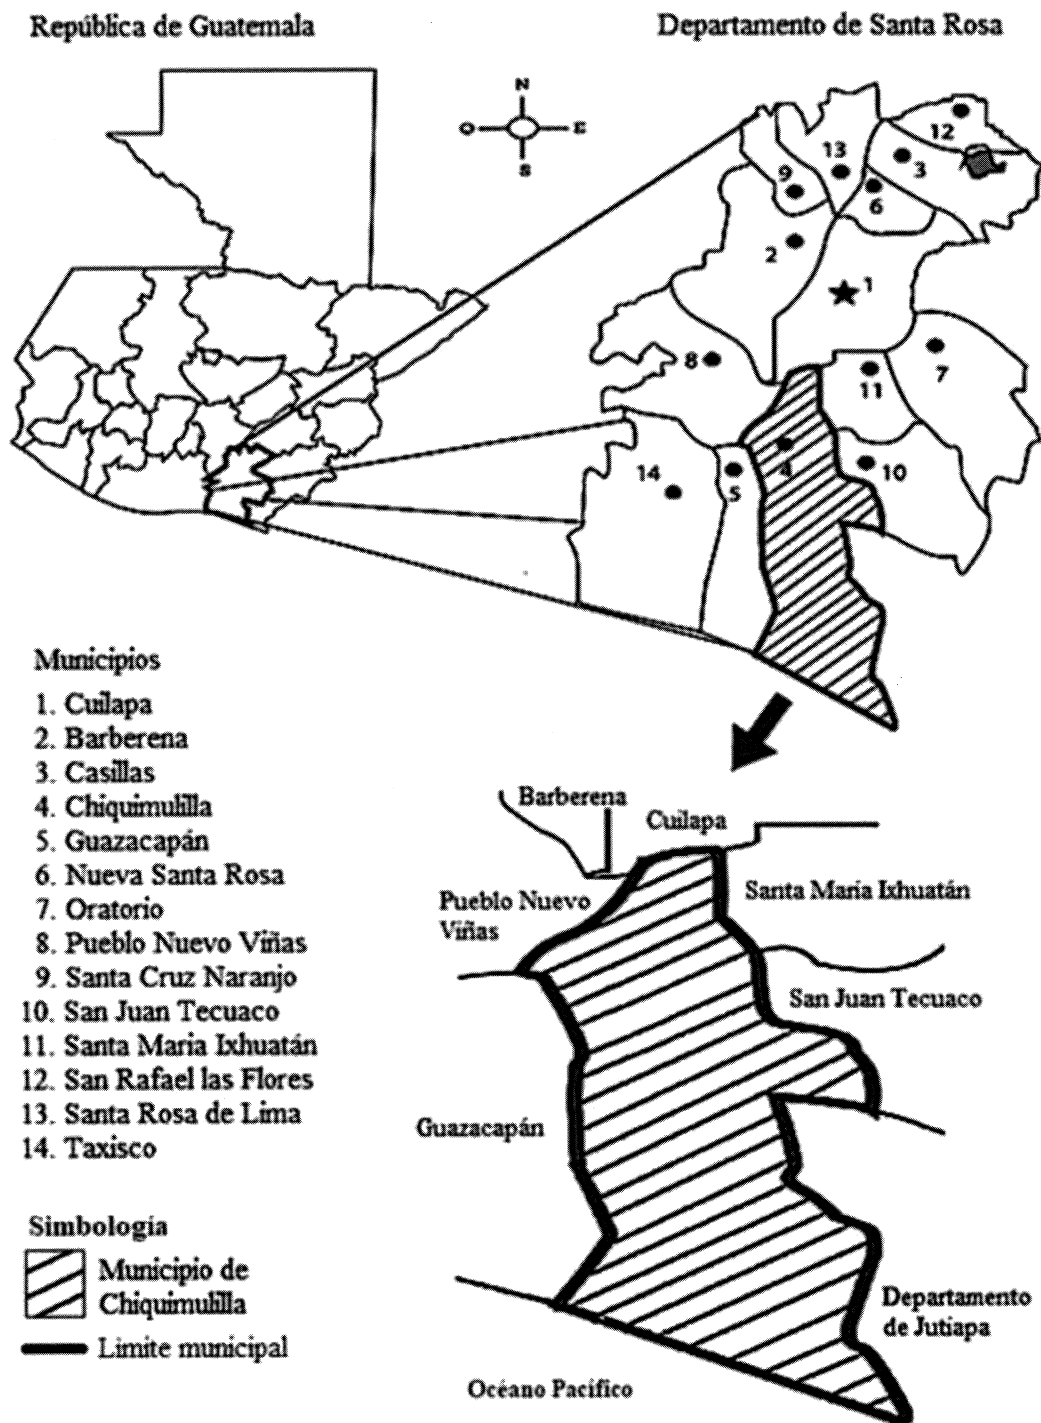 República de Guatemala
Departamento de Santa Rosa
N
O
E
S
12
13
3
9
6
2
1
8
11
7
14
5
4
10
Municipios
1. Cuilapa
2. Barberena
3. Casillas
4. Chiquimulilla
5. Guazacapán
6. Nueva Santa Rosa
7. Oratorio
8. Pueblo Nuevo Viñas
9. Santa Cruz Naranjo
10. San Juan Tecuaco
11. Santa Maria Ixhuatán
12. San Rafael las Flores
13. Santa Rosa de Lima
14. Taxisco
Simbología
Municipio de
Chiquimulilla
Limite municipal
Barberena
Cuilapa
Pueblo Nuevo
Viñas
Santa María Ixhuatán
San Juan Tecuaco
Guazacapán
Departamento
de Jutiapa
Océano Pacífico